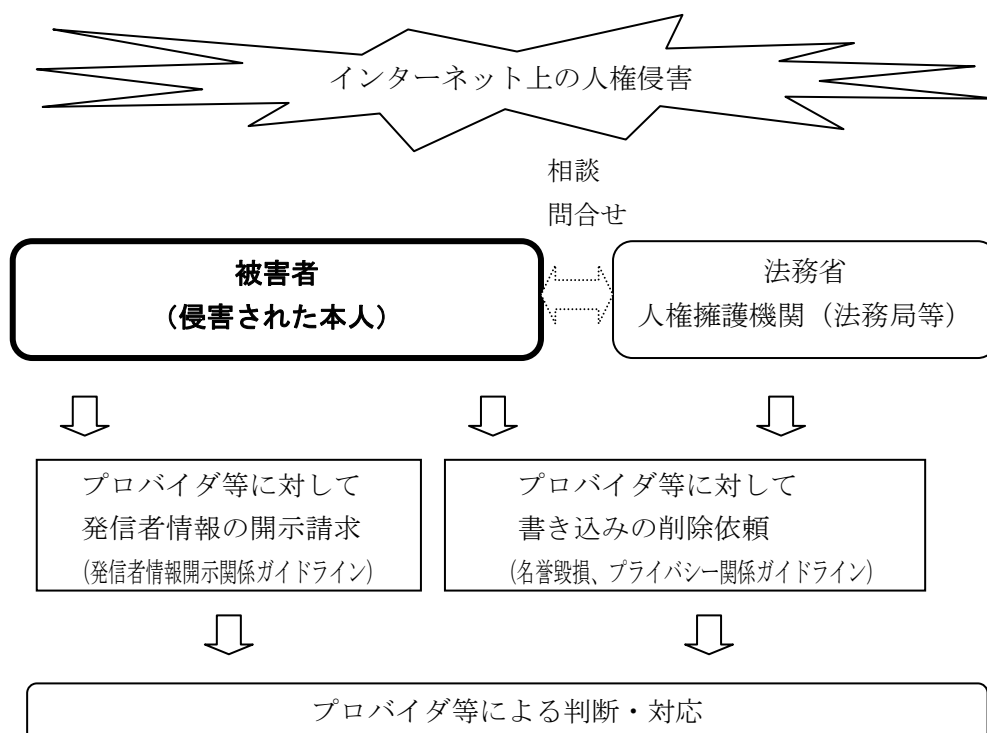 インターネット上の人権侵害
相談
問合せ
被害者
(侵害された本人)
法務省
人権擁護機関(法務局等)
プロバイダ等に対して
発信者情報の開示請求
(発信者情報開示関係ガイドライン)
プロバイダ等に対して
書き込みの削除依頼
(名誉毀損、プライバシー関係ガイドライン)
プロバイダ等による判断・対応